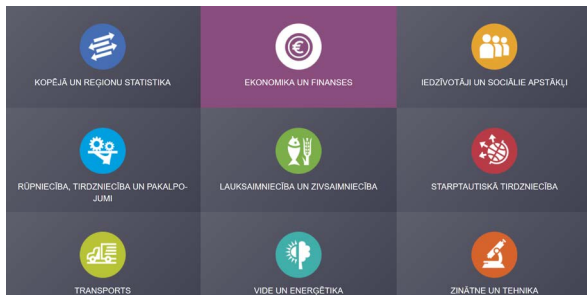 KOPĒJĀ UN REĢIONU STATISTIKA
EKONOMIKA UN FINANSES
IEDZĪVOTĀJI UN SOCIĀLIE APSTĀKĻI
RŪPNIECĪBA, TIRDZNIECĪBA UN PAKALPO-
JUMI
LAUKSAIMNIECĪBA UN ZIVSAIMNIECĪBA
STARPTAUTISKĀ TIRDZNIECĪBA
TRANSPORTS
VIDE UN ENERĢĒTIKA
ZINĀTNE UN TEHNIKA